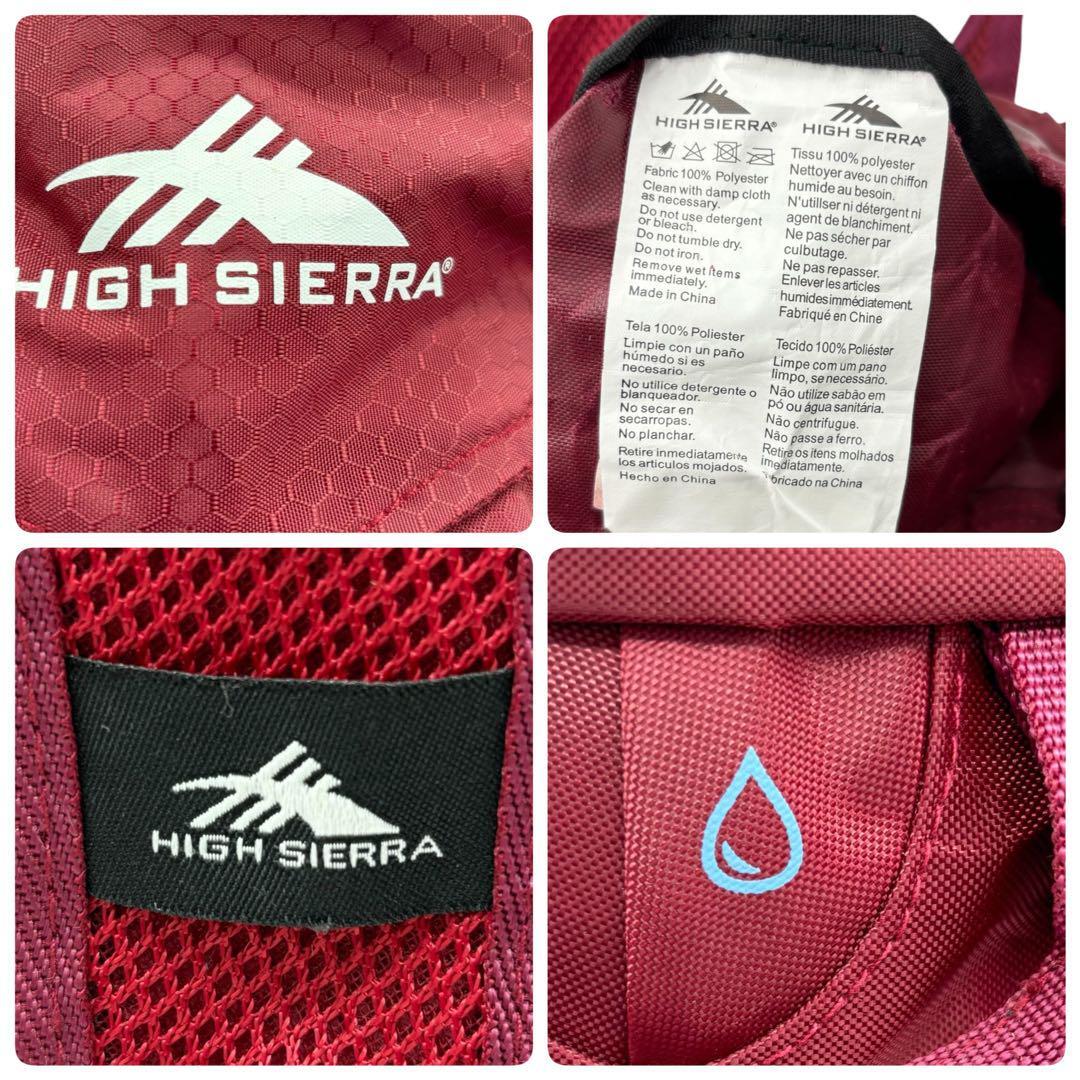 HIGH SIERRA®
HIGH SIERRA®
Fabric 100% Polyester
Clean with damp cloth
as necessary.
Do not use detergent
or bleach.
Do not tumble dry.
Do not iron.
Remove wet items
immediately.
Made in China
HIGH SIERRA®
Tissu 100% polyester
Nettoyer avec un chiffon
humide au besoin.
N'utiliser ni détergent ni
agent de blanchiment.
Ne pas sécher par
culbutage.
Ne pas repasser.
Enlever les articles
humides immédiatement.
Fabriqué en Chine
Tela 100% Poliester
Limpie con un paño
húmedo si es
necesario.
No utilice detergente o
blanqueador.
No secar en
secarropas.
No planchar.
Retire inmediatamente
los articulos mojados.
Hecho en China
Tecido 100% Poliéster
Limpe com um pano
limpo, se necessário.
Não utilize sabão em
pó ou água sanitária.
Não centrifugue.
Não passe a ferro.
Retire os itens molhados
imediatamente.
bricado na China
HIGH SIERRA